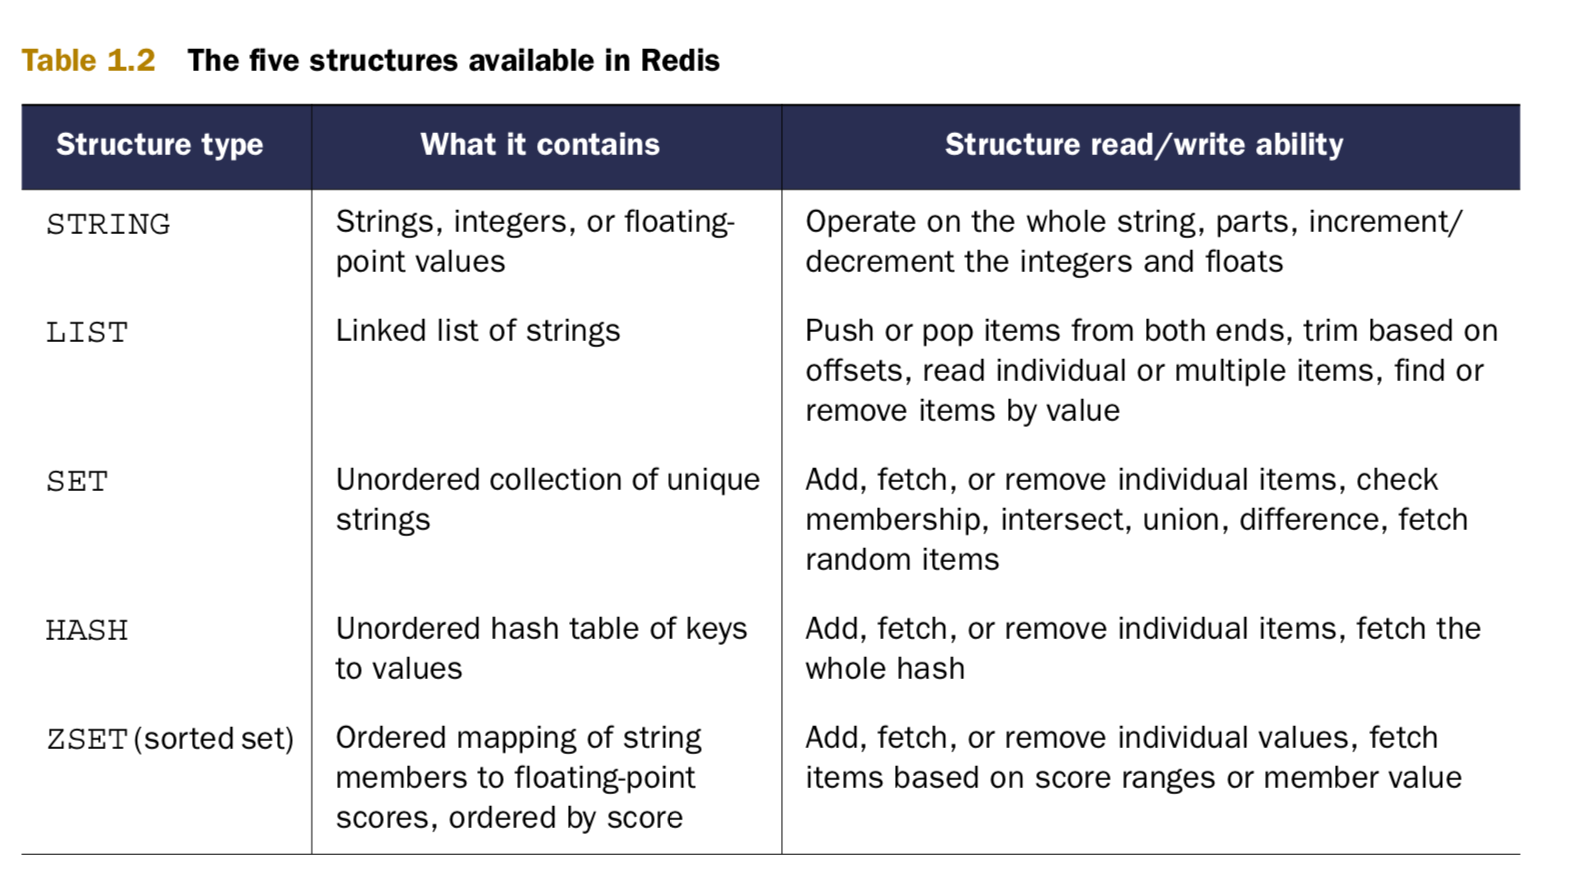 Table 1.2 The five structures available in Redis
Structure type What it contains Structure read/write ability
STRING Strings, integers, or floating- Operate on the whole string, parts, increment/
point values decrement the integers and floats
LIST Linked list of strings Push or pop items from both ends, trim based on
offsets, read individual or multiple items, find or
remove items by value
SET Unordered collection of unique Add, fetch, or remove individual items, check
strings membership, intersect, union, difference, fetch
random items
HASH Unordered hash table of keys Add, fetch, or remove individual items, fetch the
to values whole hash
ZSET (sorted set) Ordered mapping of string Add, fetch, or remove individual values, fetch
members to floating-point items based on score ranges or member value
scores, ordered by score